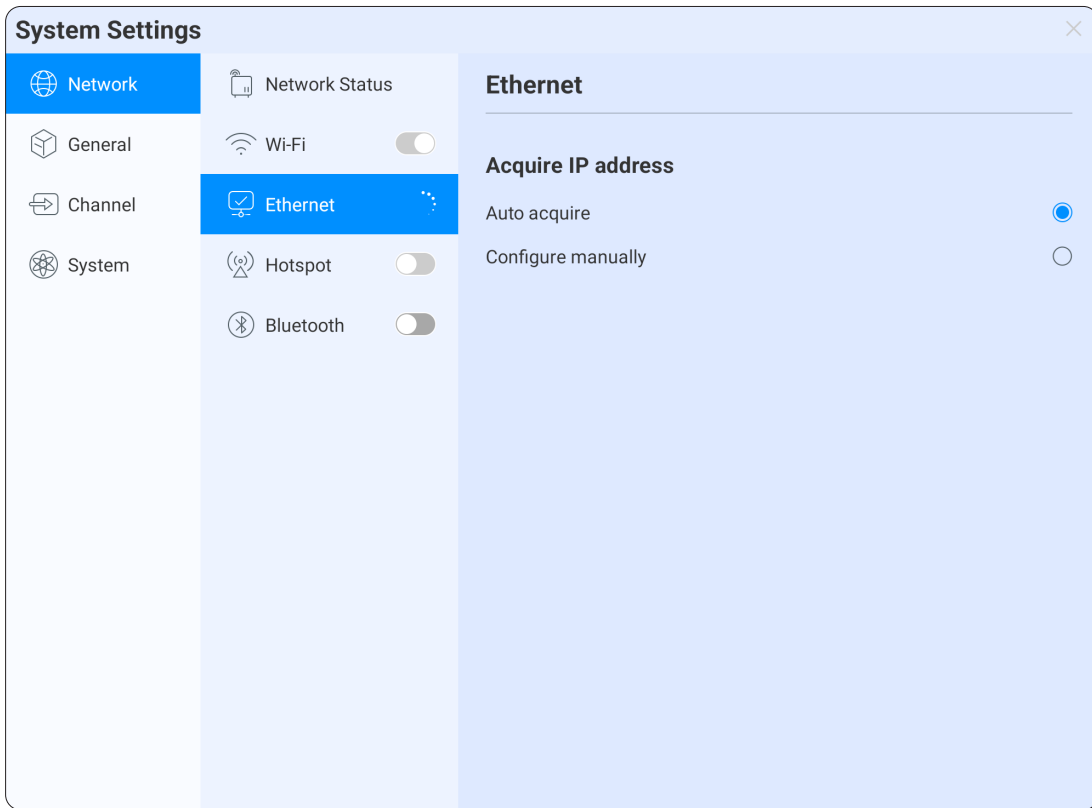 System Settings
Network
General
Channel
System
Network Status
Wi-Fi
Ethernet
Hotspot
Bluetooth
Ethernet
Acquire IP address
Auto acquire
Configure manually